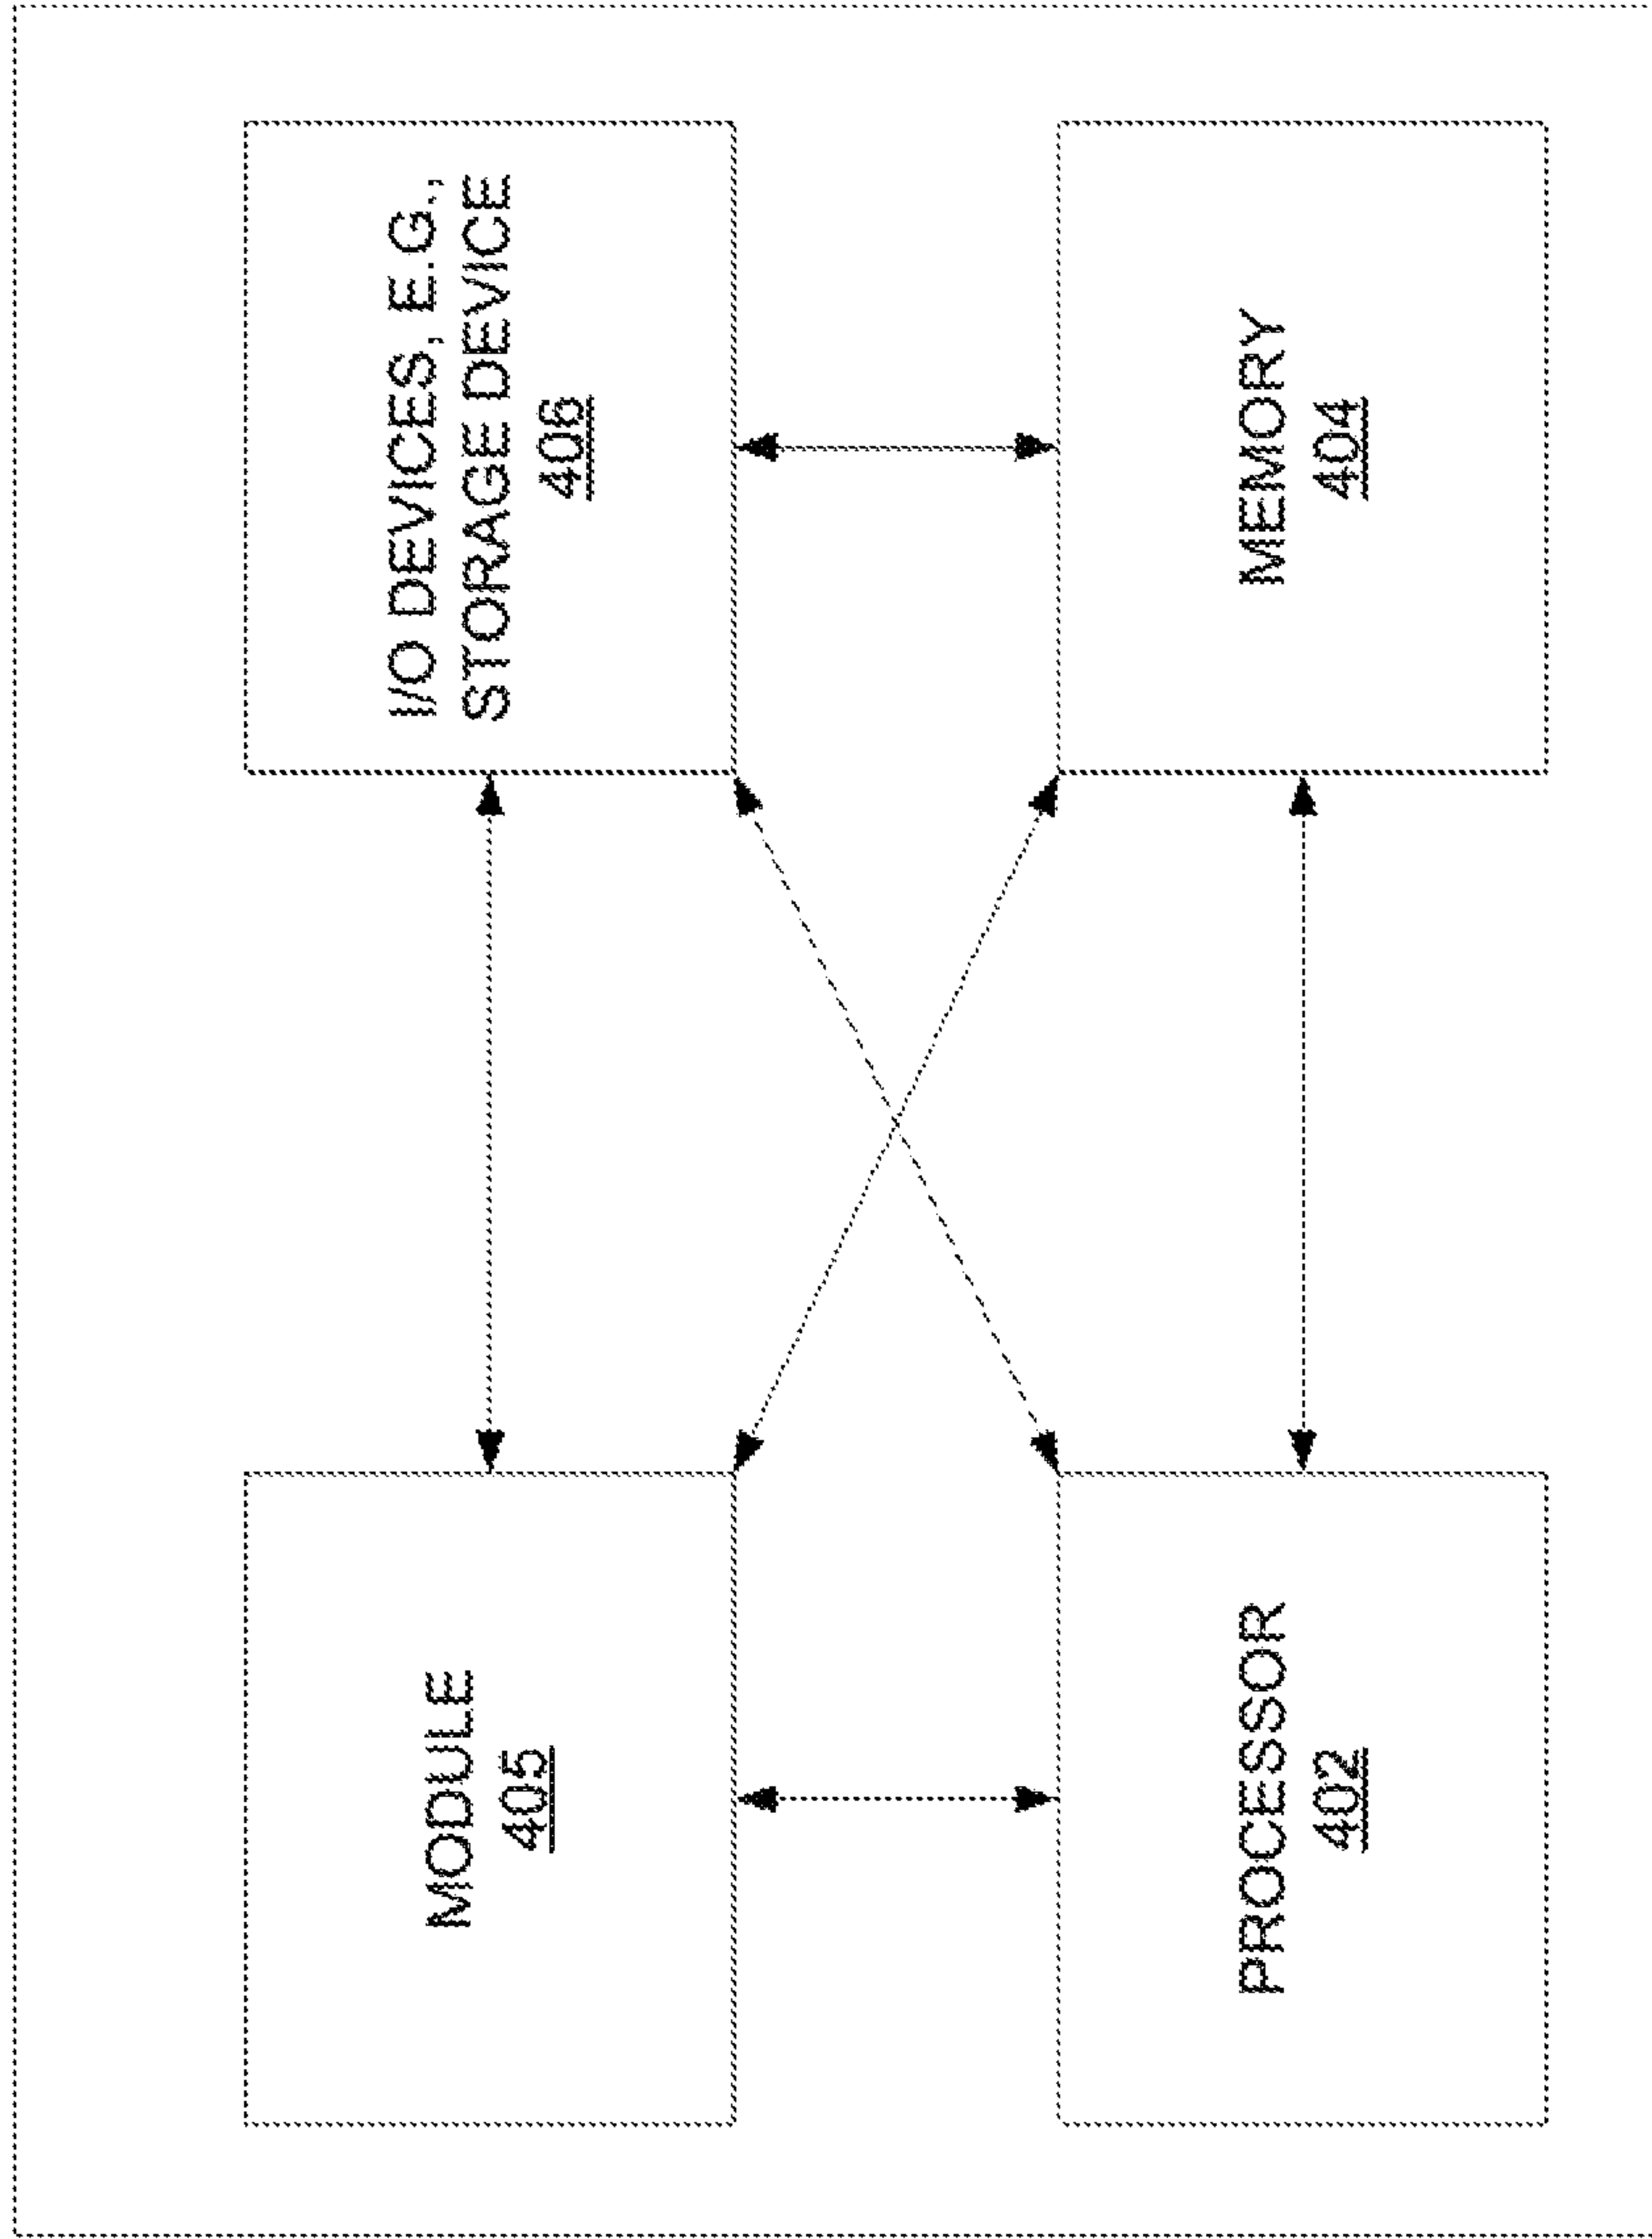 MODULE
405
I/O DEVICES, E.G.,
STORAGE DEVICE
406
PROCESSOR
402
MEMORY
404